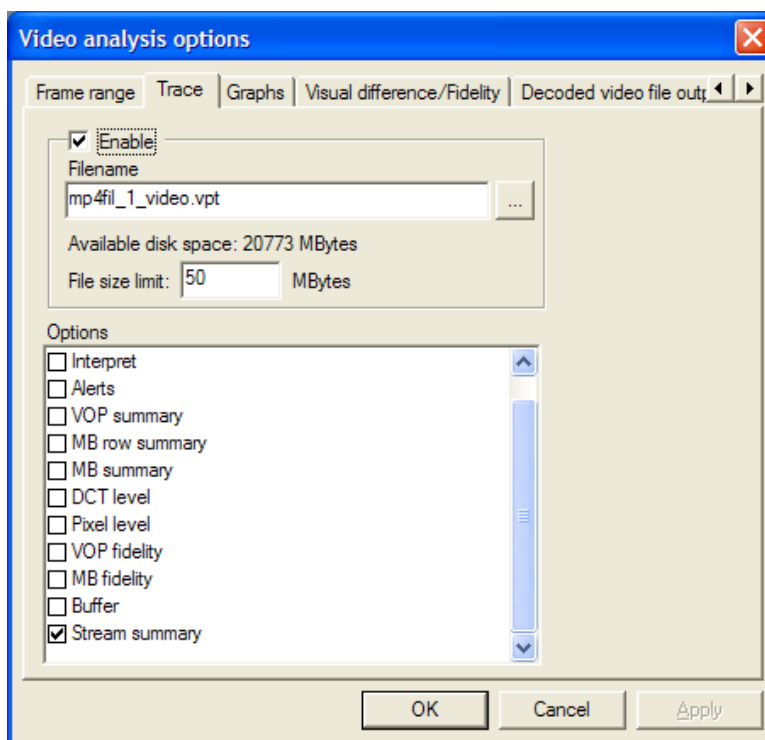 Video analysis options
Frame range Trace Graphs Visual difference/Fidelity Decoded video file outp
Enable
Filename
mp4fil_1_video.vpt ...
Available disk space: 20773 MBytes
File size limit: 50 MBytes
Options
Interpret
Alerts
VOP summary
MB row summary
MB summary
DCT level
Pixel level
VOP fidelity
MB fidelity
Buffer
Stream summary
OK Cancel Apply